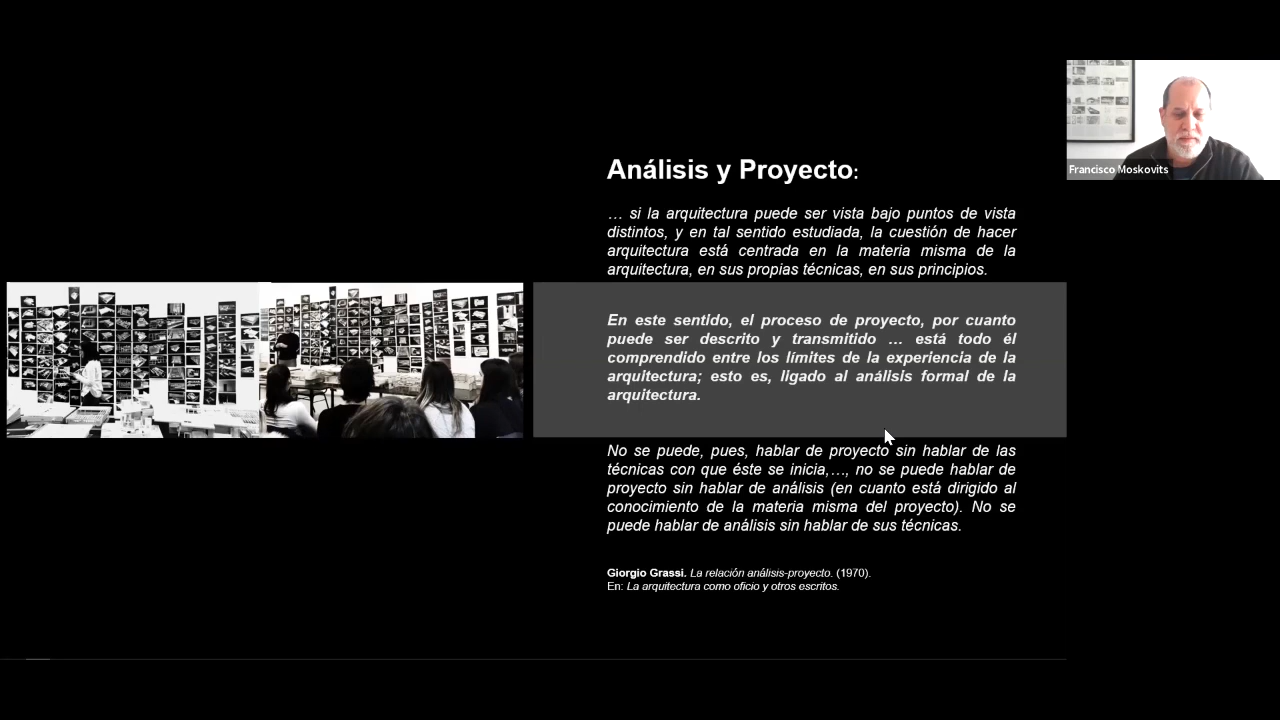 Análisis y Proyecto:
… si la arquitectura puede ser vista bajo puntos de vista
distintos, y en tal sentido estudiada, la cuestión de hacer
arquitectura está centrada en la materia misma de la
arquitectura, en sus propias técnicas, en sus principios.
En este sentido, el proceso de proyecto, por cuanto
puede ser descrito y transmitido … está todo él
comprendido entre los límites de la experiencia de la
arquitectura; esto es, ligado al análisis formal de la
arquitectura.
No se puede, pues, hablar de proyecto sin hablar de las
técnicas con que éste se inicia,…, no se puede hablar de
proyecto sin hablar de análisis (en cuanto está dirigido al
conocimiento de la materia misma del proyecto). No se
puede hablar de análisis sin hablar de sus técnicas.
Giorgio Grassi. La relación análisis-proyecto. (1970).
En: La arquitectura como oficio y otros escritos.
Francisco Moskovits